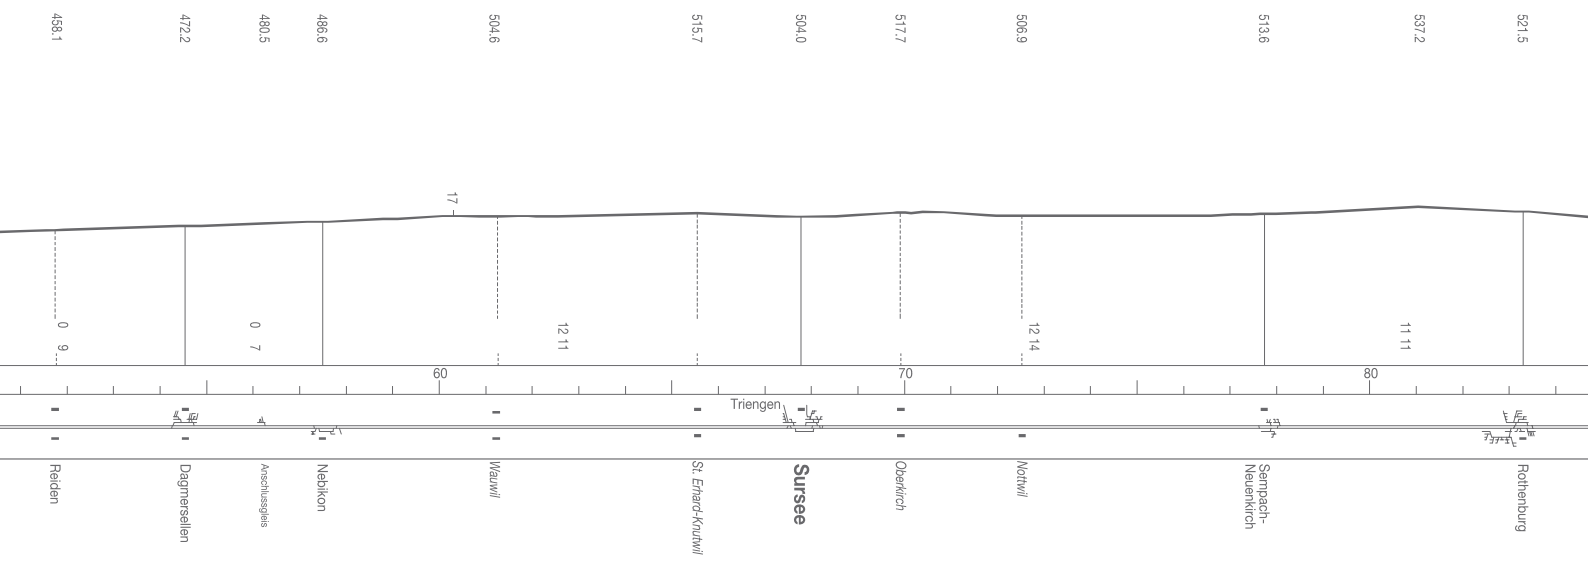 458.1
472.2
480.5
486.6
504.6
515.7
504.0
517.7
506.9
513.6
537.2
521.5
17
0 9
0 7
12 11
12 14
11 11
60
70
80
Triengen
Reiden
Dagmersellen
Anschlussgleis
Nebikon
Wauwil
St. Erhard-Knutwil
Sursee
Oberkirch
Nottwil
Sempach-
Neuenkirch
Rothenburg